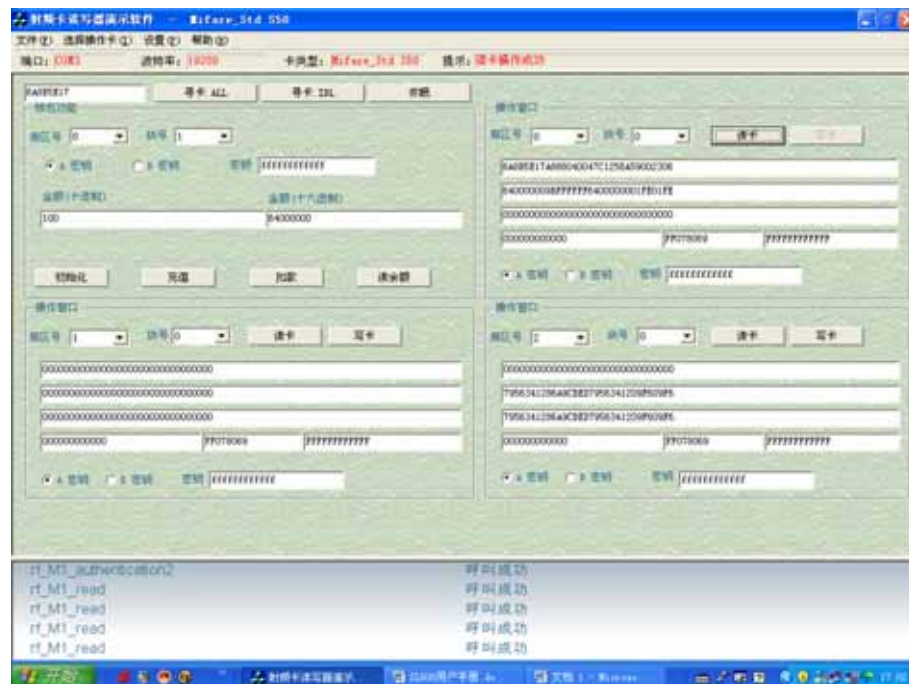 射频卡读写器演示软件 - Mifare_Std S50
文件(F) 选择操作卡(Q) 设置(P) 帮助(H)
端口: COM1 波特率: 19200 卡类型: Mifare_Std S50 提示: 读卡操作成功
寻卡 ALL 寻卡 IDL 休眠
钱包功能
扇区号 0 块号 1
A 密钥 B 密钥 密钥 ffffffffffff
金额(十进制) 金额(十六进制)
100 64000000
初始化 充值 扣款 读余额
操作窗口
扇区号 0 块号 0 读卡 写卡
00000000000000000000000000000000
000000000000 FF078069 FFFFFFFFFFFF
A 密钥 B 密钥 密钥 ffffffffffff
操作窗口
扇区号 1 块号 0 读卡 写卡
00000000000000000000000000000000
00000000000000000000000000000000
00000000000000000000000000000000
000000000000 FF078069 FFFFFFFFFFFF
A 密钥 B 密钥 密钥 ffffffffffff
操作窗口
扇区号 2 块号 0 读卡 写卡
00000000000000000000000000000000
000000000000 FF078069 FFFFFFFFFFFF
A 密钥 B 密钥 密钥 ffffffffffff
rf_M1_authentication2 呼叫成功
rf_M1_read 呼叫成功
rf_M1_read 呼叫成功
rf_M1_read 呼叫成功
rf_M1_read 呼叫成功
开始 射频卡读写器演示